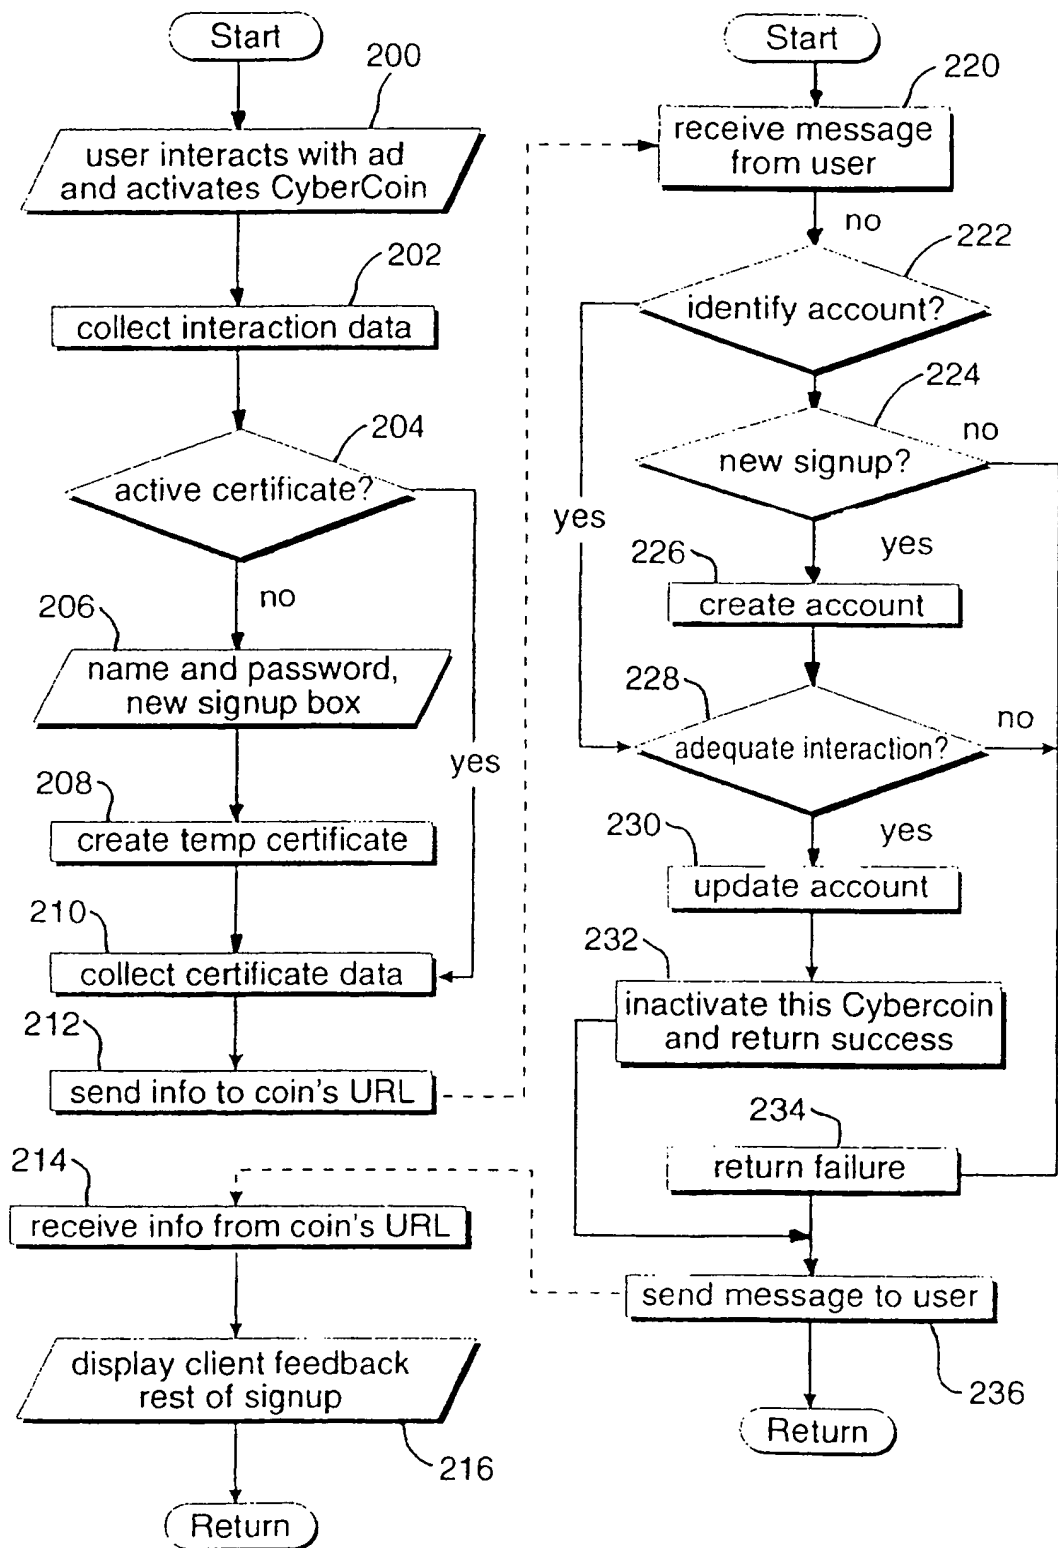 Start
200
user interacts with ad
and activates CyberCoin
202
collect interaction data
204
active certificate?
no
yes
206
name and password,
new signup box
208
create temp certificate
210
collect certificate data
212
send info to coin's URL
214
receive info from coin's URL
display client feedback
rest of signup
216
Return
Start
220
receive message
from user
no
222
identify account?
yes
224
new signup?
no
yes
226
create account
228
adequate interaction?
no
yes
230
update account
232
inactivate this Cybercoin
and return success
234
return failure
send message to user
236
Return